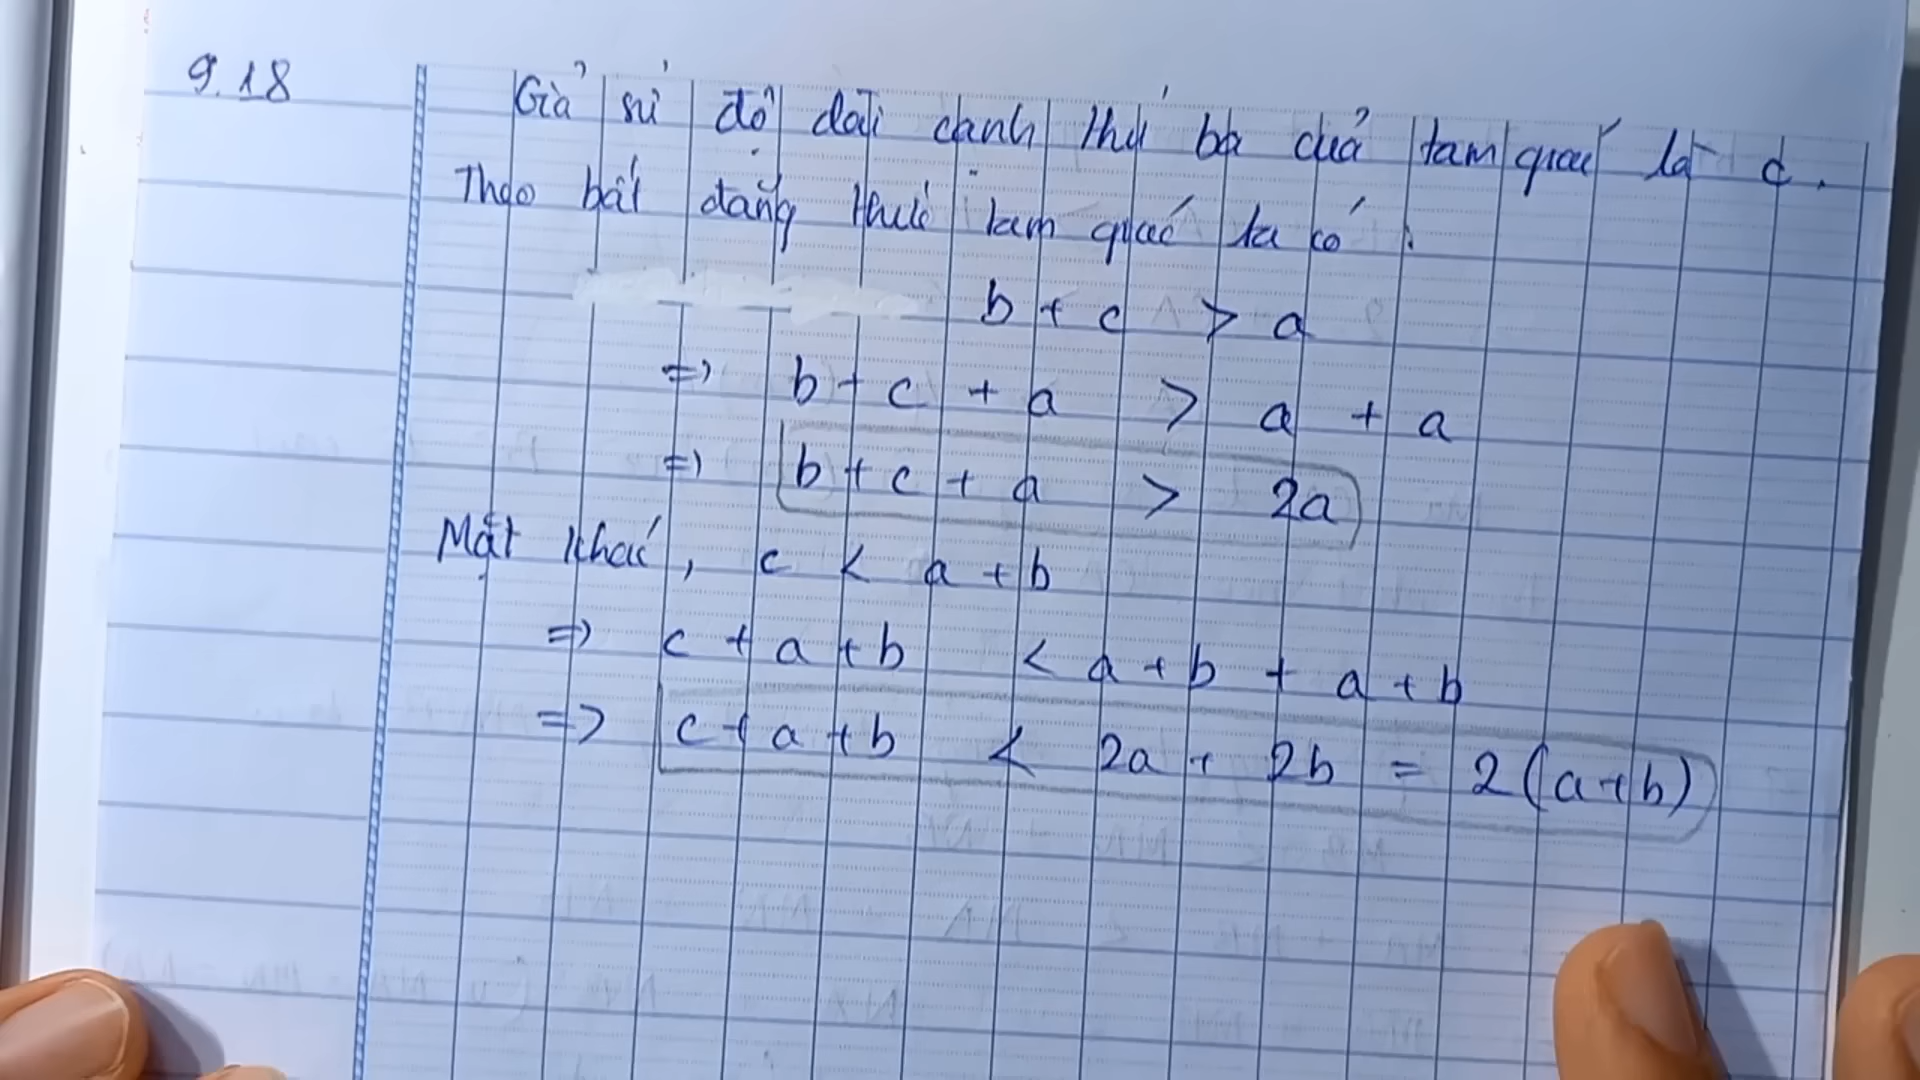 9.18
Giả sử độ dài cạnh thứ ba của tam giác là c.
Theo bất đẳng thức tam giác ta có :
b + c > a
=> b + c + a > a + a
=> b + c + a > 2a
Mặt khác, c < a + b
=> c + a + b < a + b + a + b
=> c + a + b < 2a + 2b = 2(a+b)